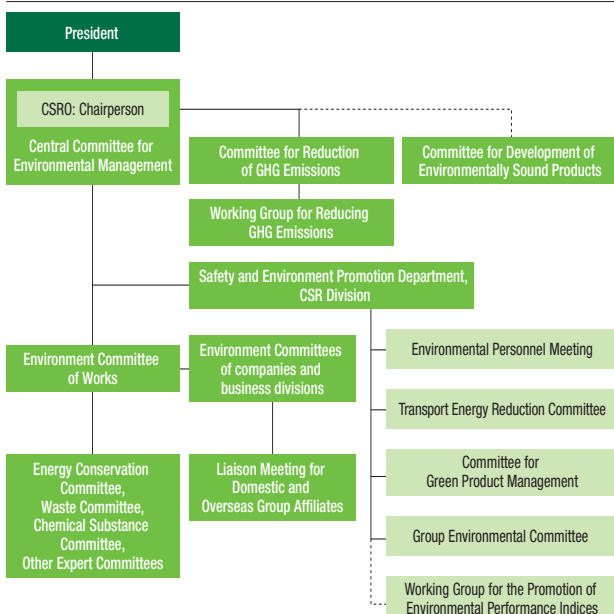 President
CSRO: Chairperson
Central Committee for
Environmental Management
Committee for Reduction
of GHG Emissions
Committee for Development of
Environmentally Sound Products
Working Group for Reducing
GHG Emissions
Safety and Environment Promotion Department,
CSR Division
Environment Committee
of Works
Environment Committees
of companies and
business divisions
Environmental Personnel Meeting
Transport Energy Reduction Committee
Energy Conservation
Committee,
Waste Committee,
Chemical Substance
Committee,
Other Expert Committees
Liaison Meeting for
Domestic and
Overseas Group Affiliates
Committee for
Green Product Management
Group Environmental Committee
Working Group for the Promotion of
Environmental Performance Indices